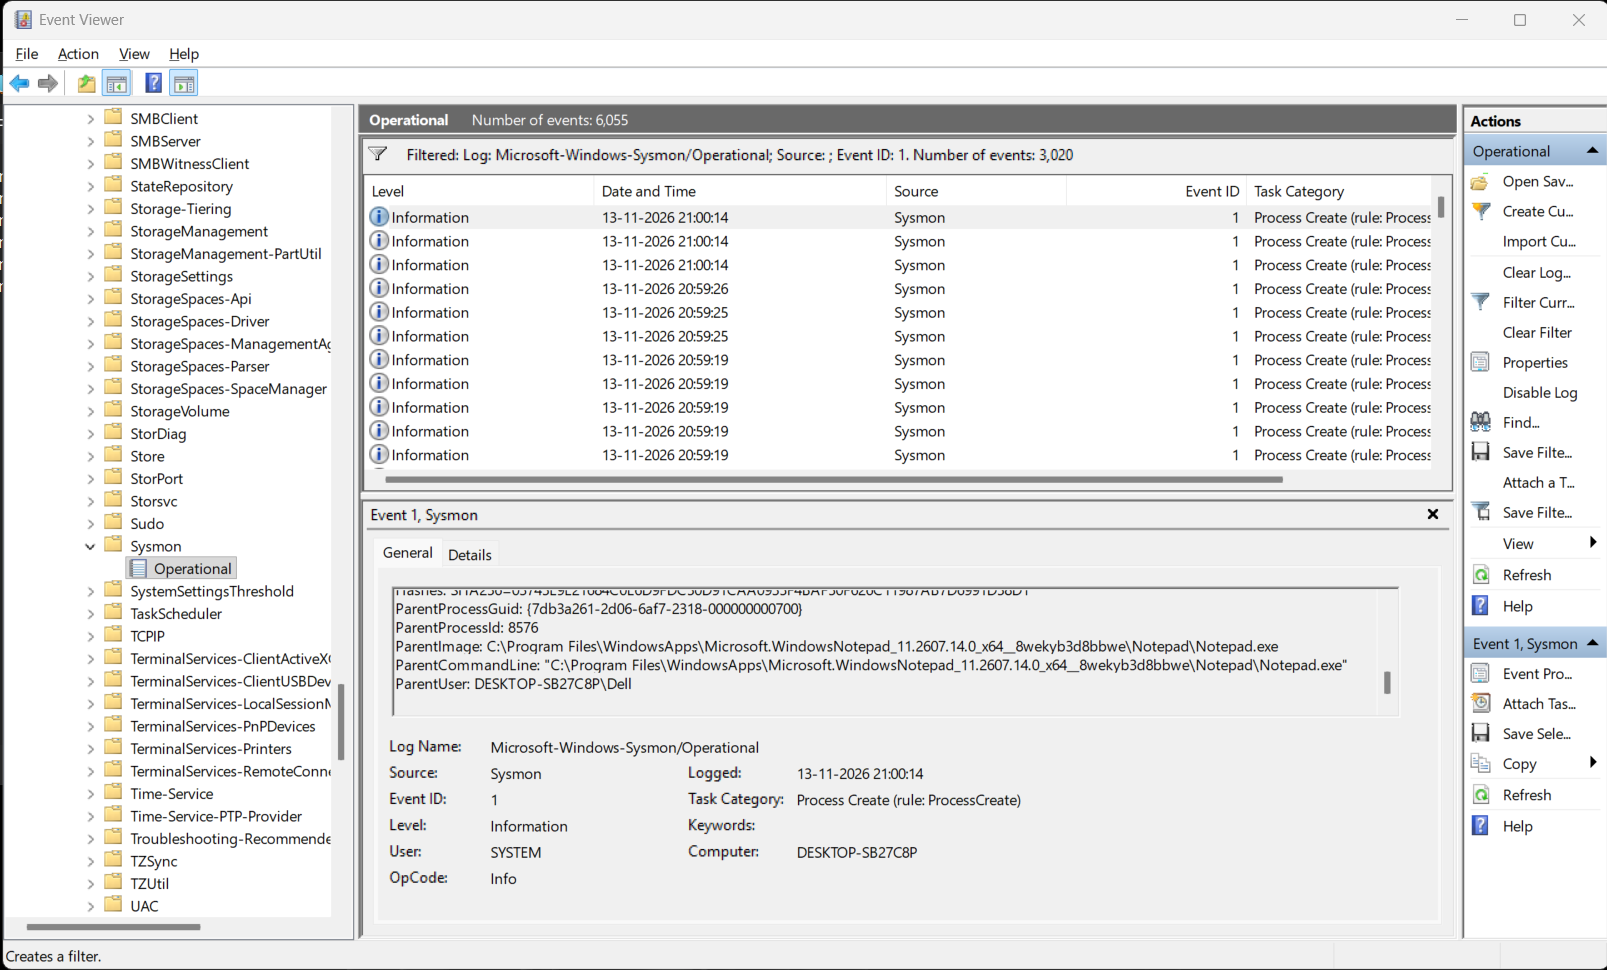 Event Viewer
File Action View Help
SMBClient
SMBServer
SMBWitnessClient
StateRepository
Storage-Tiering
StorageManagement
StorageManagement-PartUtil
StorageSettings
StorageSpaces-Api
StorageSpaces-Driver
StorageSpaces-ManagementAg
StorageSpaces-Parser
StorageSpaces-SpaceManager
StorageVolume
StorDiag
Store
StorPort
Storsvc
Sudo
Sysmon
Operational
SystemSettingsThreshold
TaskScheduler
TCPIP
TerminalServices-ClientActiveX
TerminalServices-ClientUSBDev
TerminalServices-LocalSession
TerminalServices-PnPDevices
TerminalServices-Printers
TerminalServices-RemoteConne
Time-Service
Time-Service-PTP-Provider
Troubleshooting-Recommende
TZSync
TZUtil
UAC
Operational Number of events: 6,055
Filtered: Log: Microsoft-Windows-Sysmon/Operational; Source: ; Event ID: 1. Number of events: 3,020
Level Date and Time Source Event ID Task Category
Information 13-11-2026 21:00:14 Sysmon 1 Process Create (rule: Process
Information 13-11-2026 21:00:14 Sysmon 1 Process Create (rule: Process
Information 13-11-2026 21:00:14 Sysmon 1 Process Create (rule: Process
Information 13-11-2026 20:59:26 Sysmon 1 Process Create (rule: Process
Information 13-11-2026 20:59:25 Sysmon 1 Process Create (rule: Process
Information 13-11-2026 20:59:25 Sysmon 1 Process Create (rule: Process
Information 13-11-2026 20:59:19 Sysmon 1 Process Create (rule: Process
Information 13-11-2026 20:59:19 Sysmon 1 Process Create (rule: Process
Information 13-11-2026 20:59:19 Sysmon 1 Process Create (rule: Process
Information 13-11-2026 20:59:19 Sysmon 1 Process Create (rule: Process
Information 13-11-2026 20:59:19 Sysmon 1 Process Create (rule: Process
Event 1, Sysmon
General Details
ParentProcessGuid: {7db3a261-2d06-6af7-2318-000000000700}
ParentProcessId: 8576
ParentImage: C:\Program Files\WindowsApps\Microsoft.WindowsNotepad_11.2607.14.0_x64__8wekyb3d8bbwe\Notepad\Notepad.exe
ParentCommandLine: "C:\Program Files\WindowsApps\Microsoft.WindowsNotepad_11.2607.14.0_x64__8wekyb3d8bbwe\Notepad\Notepad.exe"
ParentUser: DESKTOP-SB27C8P\Dell
Log Name: Microsoft-Windows-Sysmon/Operational
Source: Sysmon Logged: 13-11-2026 21:00:14
Event ID: 1 Task Category: Process Create (rule: ProcessCreate)
Level: Information Keywords:
User: SYSTEM Computer: DESKTOP-SB27C8P
OpCode: Info
Actions
Operational
Open Sav...
Create Cu...
Import Cu...
Clear Log...
Filter Curr...
Clear Filter
Properties
Disable Log
Find...
Save Filte...
Attach a T...
Save Filte...
View
Refresh
Help
Event 1, Sysmon
Event Pro...
Attach Tas...
Save Sele...
Copy
Refresh
Help
Creates a filter.